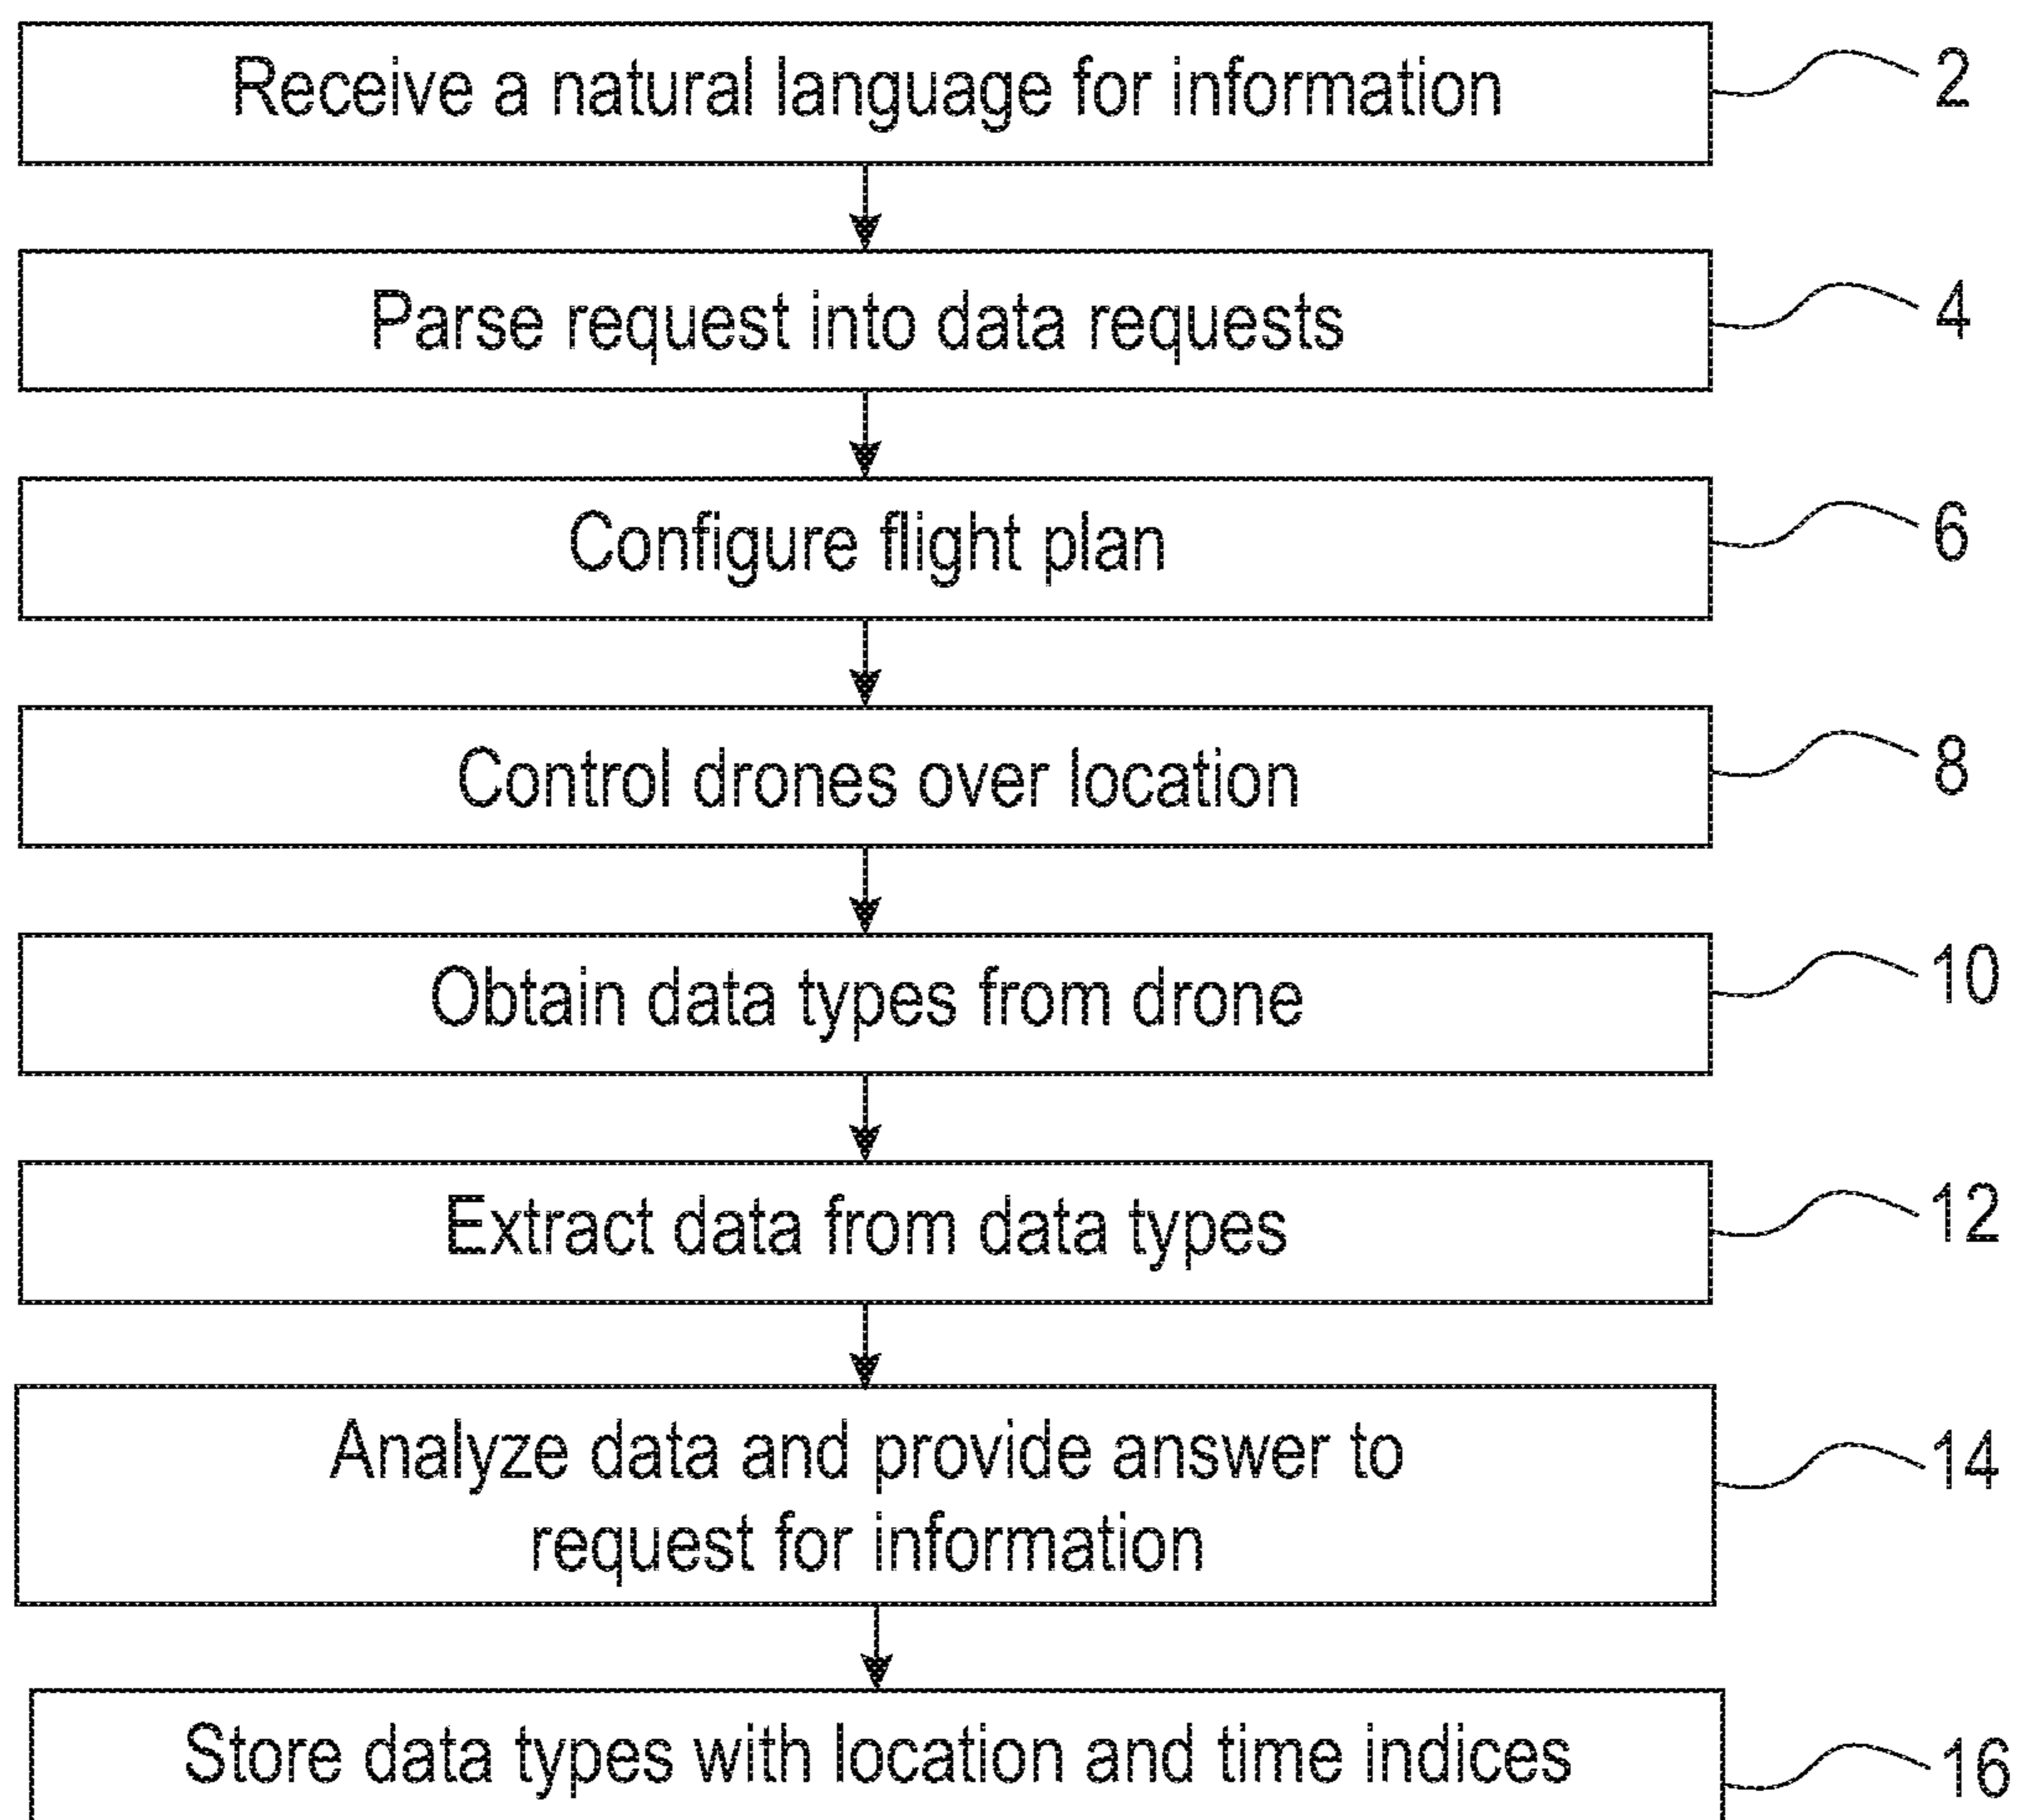 Receive a natural language for information
2
Parse request into data requests
4
Configure flight plan
6
Control drones over location
8
Obtain data types from drone
10
Extract data from data types
12
Analyze data and provide answer to
request for information
14
Store data types with location and time indices
16